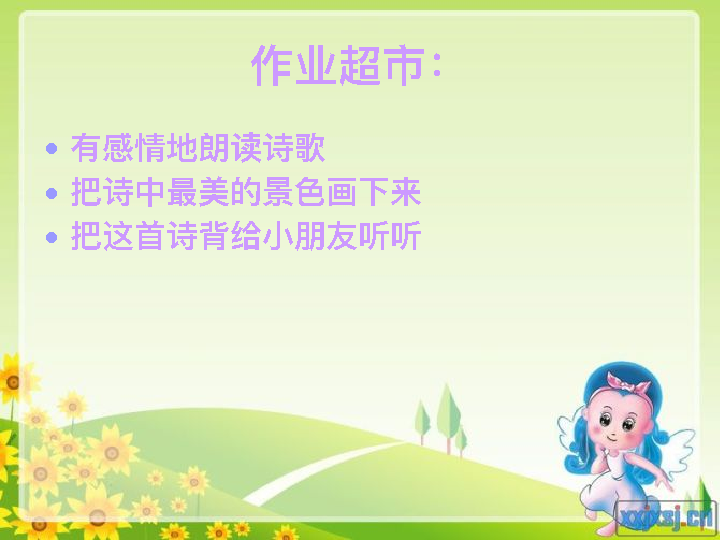 作业超市：
有感情地朗读诗歌
把诗中最美的景色画下来
把这首诗背给小朋友听听
xxjxsj.cn